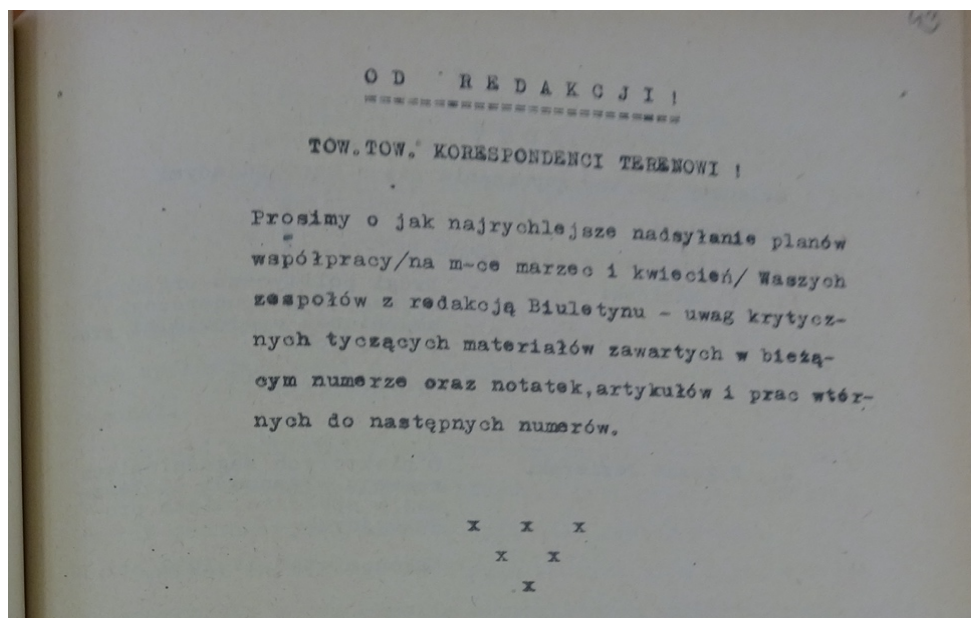 43
O D  R E D A K C J I !
==========================
TOW.TOW. KORESPONDENCI TERENOWI !
Prosimy o jak najrychlejsze nadsyłanie planów
współpracy/na m-ce marzec i kwiecień/ Waszych
zespołów z redakcją Biuletynu - uwag krytycz-
nych tyczących materiałów zawartych w bieżą-
cym numerze oraz notatek,artykułów i prac wtór-
nych do następnych numerów.
x x x
x x
x